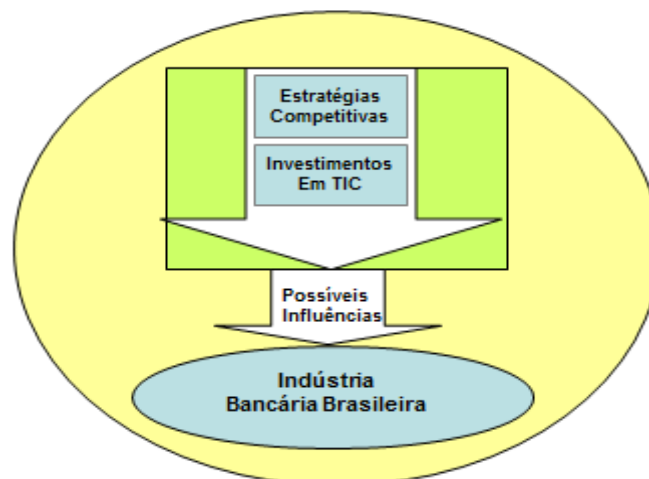 Estratégias
Competitivas
Investimentos
Em TIC
Possíveis
Influências
Indústria
Bancária Brasileira